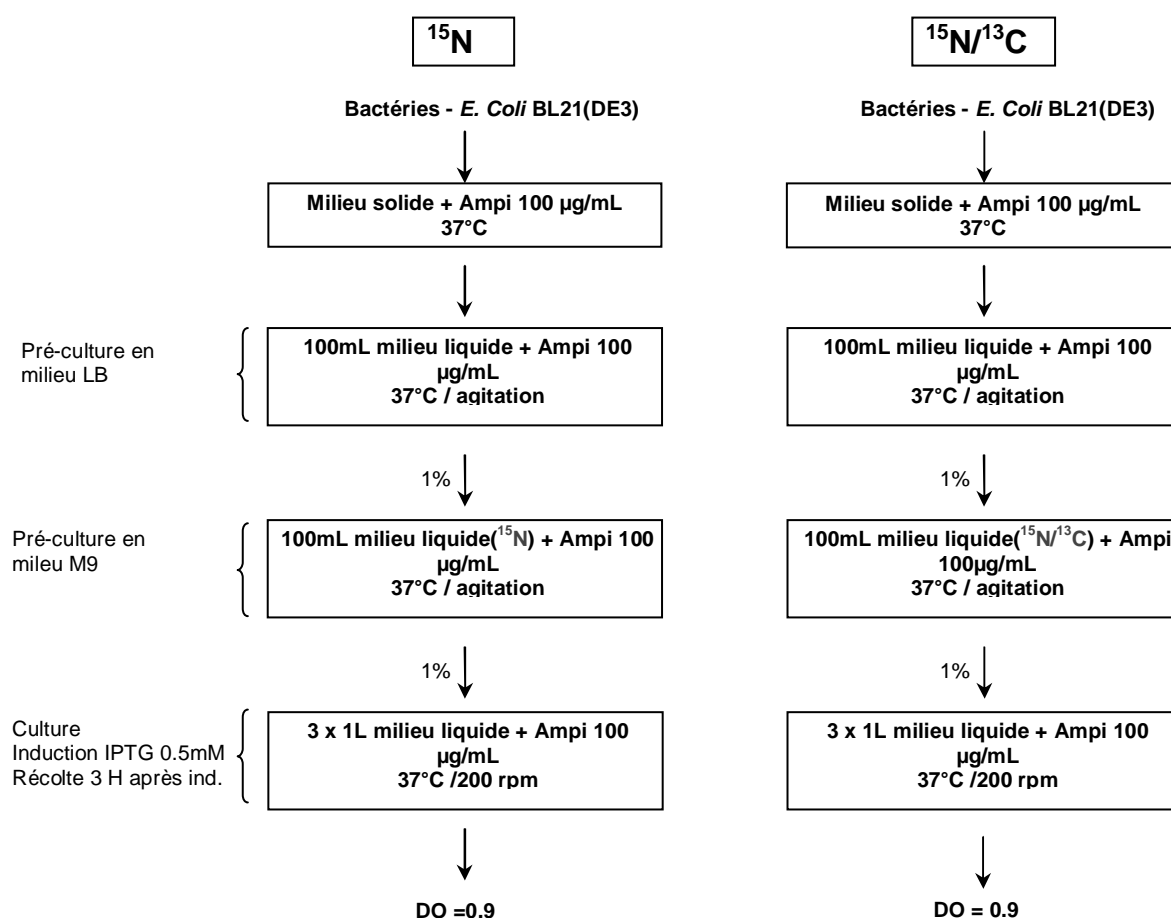 ¹⁵N
¹⁵N/¹³C
Bactéries - E. Coli BL21(DE3)
Bactéries - E. Coli BL21(DE3)
Milieu solide + Ampi 100 µg/mL
37°C
Milieu solide + Ampi 100 µg/mL
37°C
Pré-culture en
milieu LB
100mL milieu liquide + Ampi 100
µg/mL
37°C / agitation
100mL milieu liquide + Ampi 100
µg/mL
37°C / agitation
1%
1%
Pré-culture en
mileu M9
100mL milieu liquide(¹⁵N) + Ampi 100
µg/mL
37°C / agitation
100mL milieu liquide(¹⁵N/¹³C) + Ampi
100µg/mL
37°C / agitation
1%
1%
Culture
Induction IPTG 0.5mM
Récolte 3 H après ind.
3 x 1L milieu liquide + Ampi 100
µg/mL
37°C /200 rpm
3 x 1L milieu liquide + Ampi 100
µg/mL
37°C /200 rpm
DO =0.9
DO = 0.9